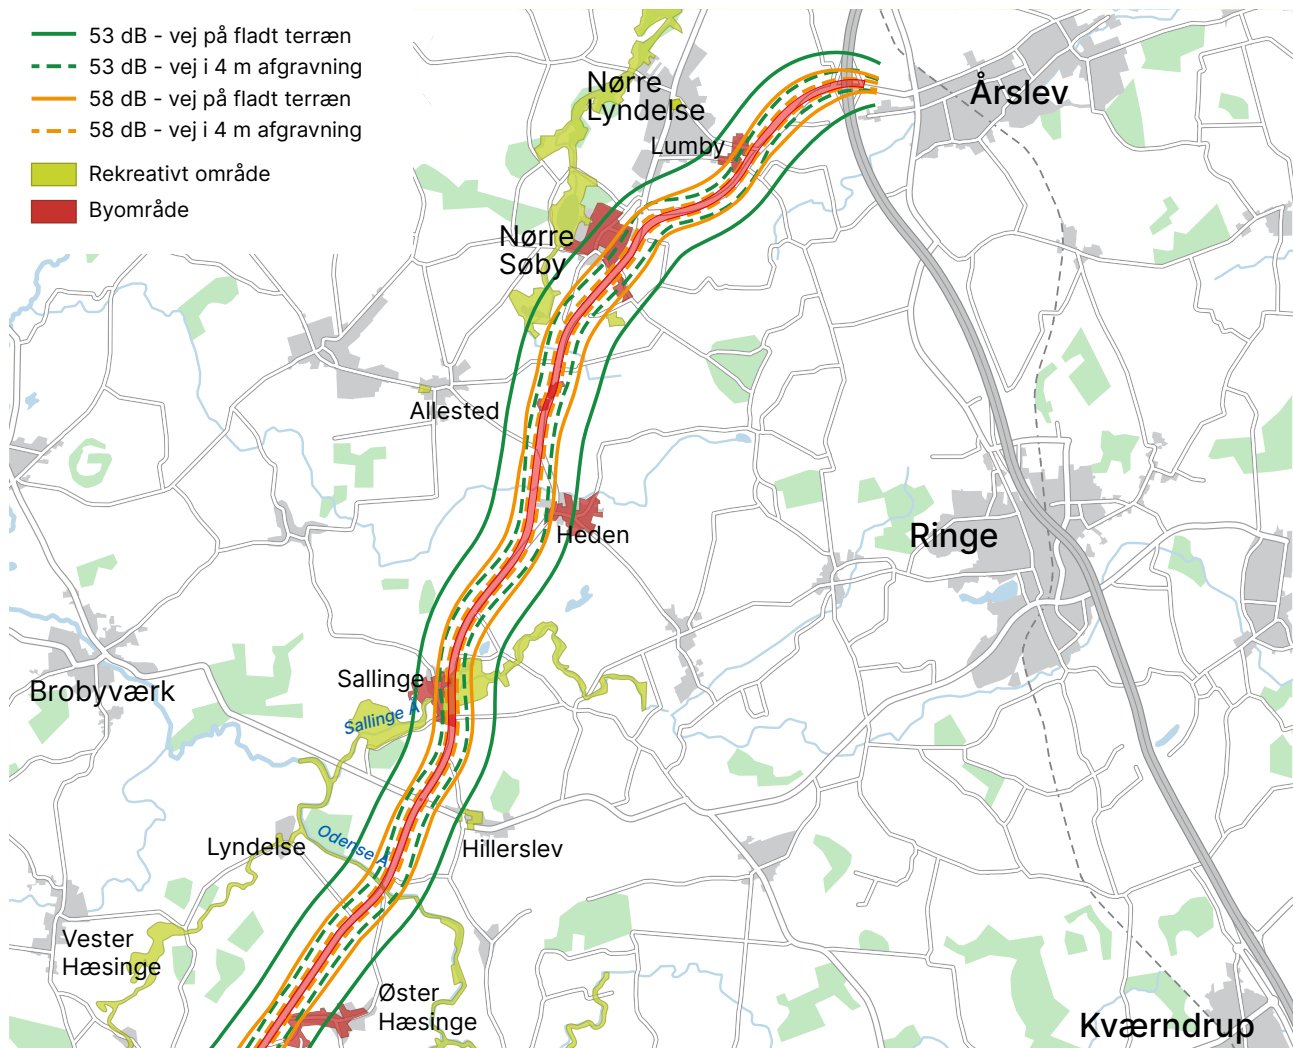 53 dB - vej på fladt terræn
53 dB - vej i 4 m afgravning
58 dB - vej på fladt terræn
58 dB - vej i 4 m afgravning
Rekreativt område
Byområde
Nørre
Lyndelse
Årslev
Lumby
Nørre
Søby
Allested
Heden
Ringe
Sallinge
Brobyværk
Sallinge Å
Odense Å
Lyndelse
Hillerslev
Vester
Hæsinge
Øster
Hæsinge
Kværndrup